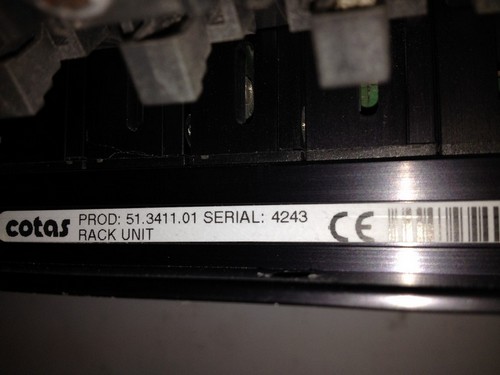 cotas PROD: 51.3411.01 SERIAL: 4243 CE
RACK UNIT